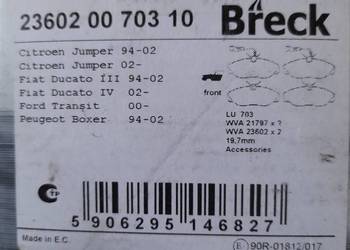 23602 00 703 10 Breck
Citroen Jumper 94-02
Citroen Jumper 02-
Fiat Ducato III 94-02
Fiat Ducato IV 02-
Ford Transit 00-
Peugeot Boxer 94-02
front
LU 703
WVA 21797 x 2
WVA 23602 x 2
19,7mm
Accessories
5 906295 146827
Made in E.C.
E 90R-01812/017